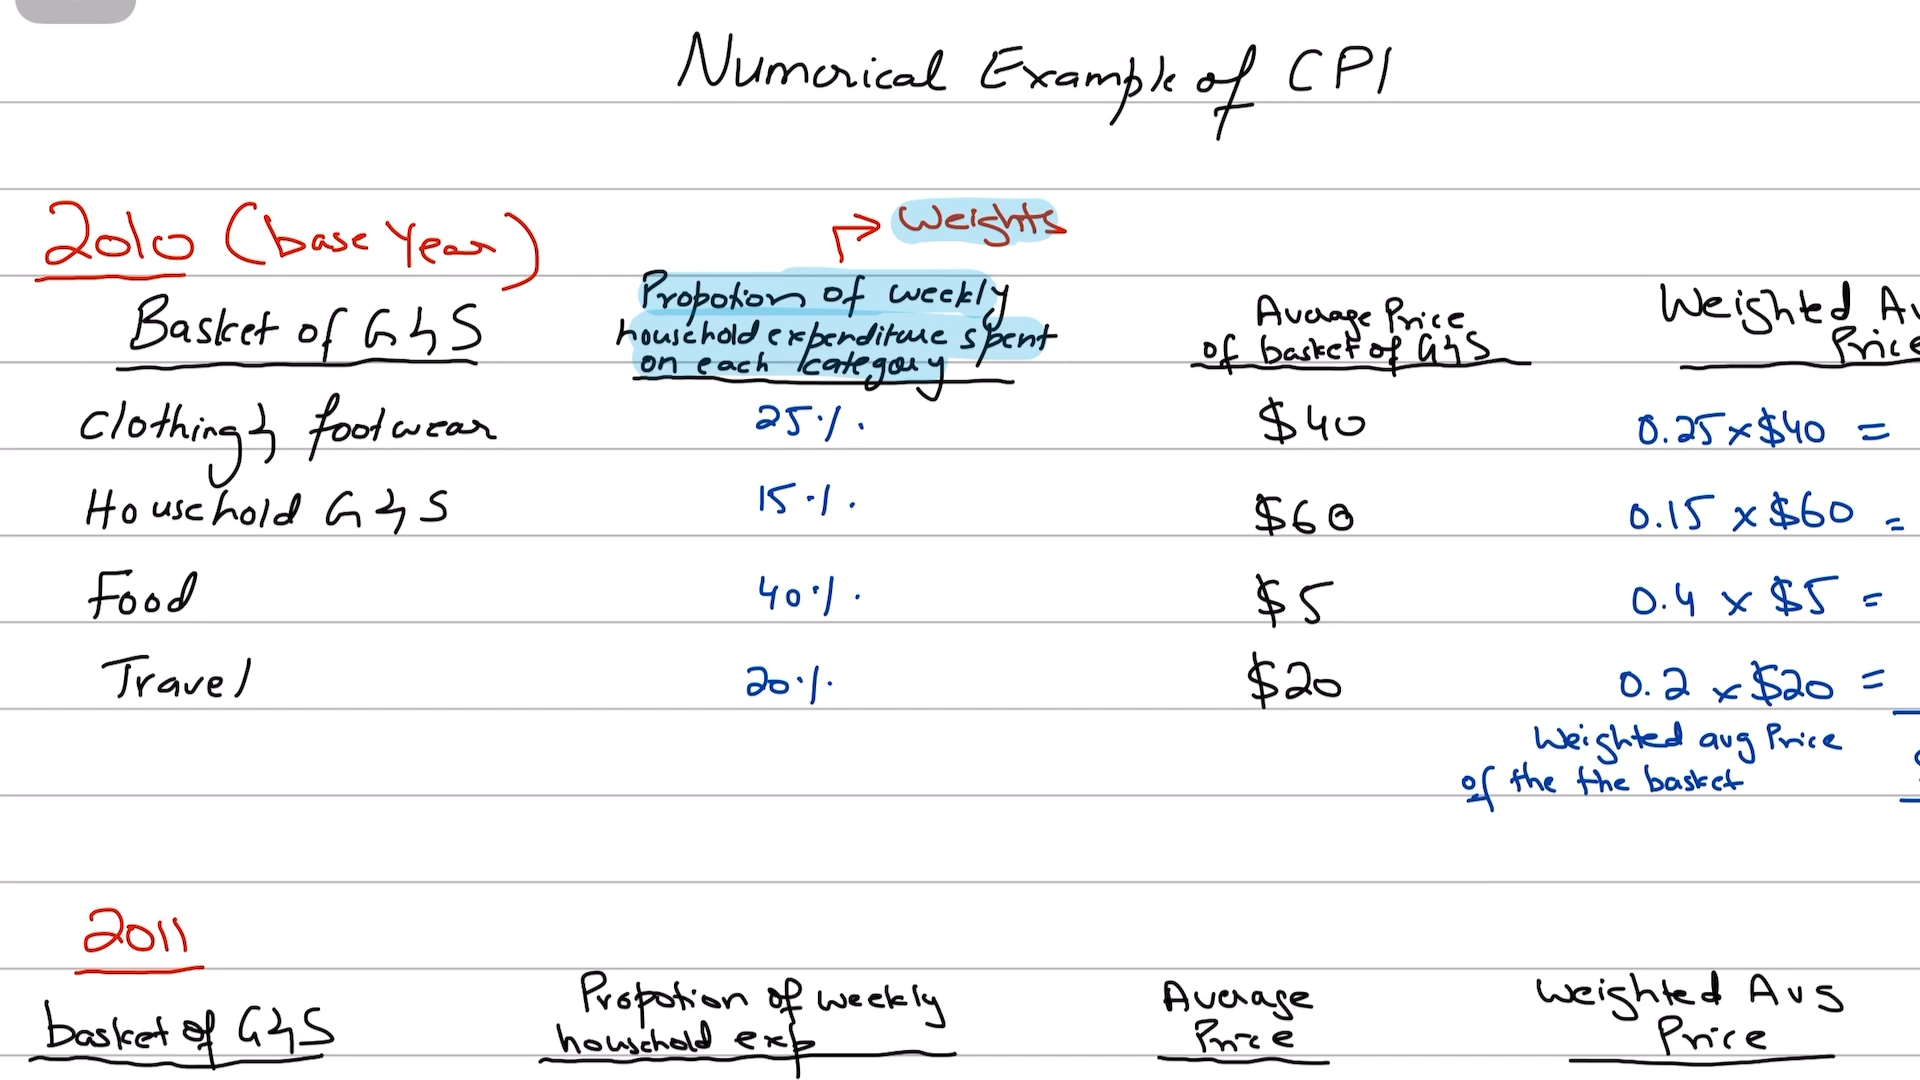 Numerical Example of CPI
2010 (base Year)
→ Weights
Basket of G&S
Propotion of weekly
household expenditure spent
on each category
Average Price
of basket of G&S
Weighted
Price
Clothing & footwear 25% $40 0.25x$40 =
Household G&S 15% $60 0.15 x $60 =
Food 40% $5 0.4 x $5 =
Travel 20% $20 0.2 x $20 =
Weighted avg Price
of the the basket
2011
basket of G&S
Propotion of weekly
household exp
Average
Price
Weighted Avg
Price